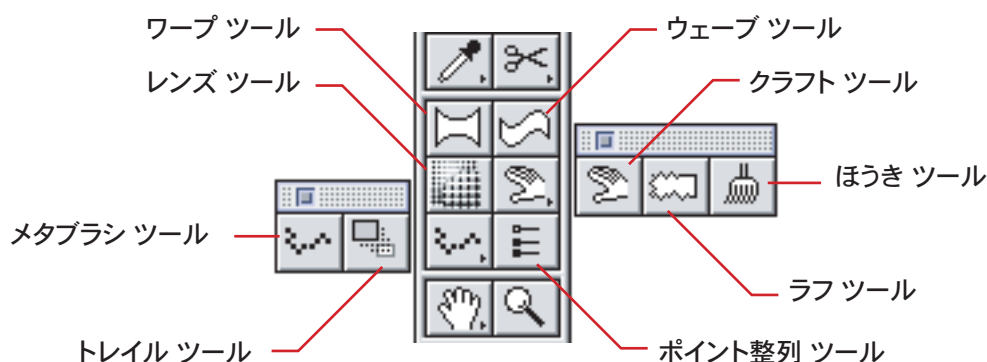 ワープ ツール
ウェーブ ツール
レンズ ツール
クラフト ツール
ほうき ツール
メタブラシ ツール
ラフ ツール
トレイル ツール
ポイント整列 ツール